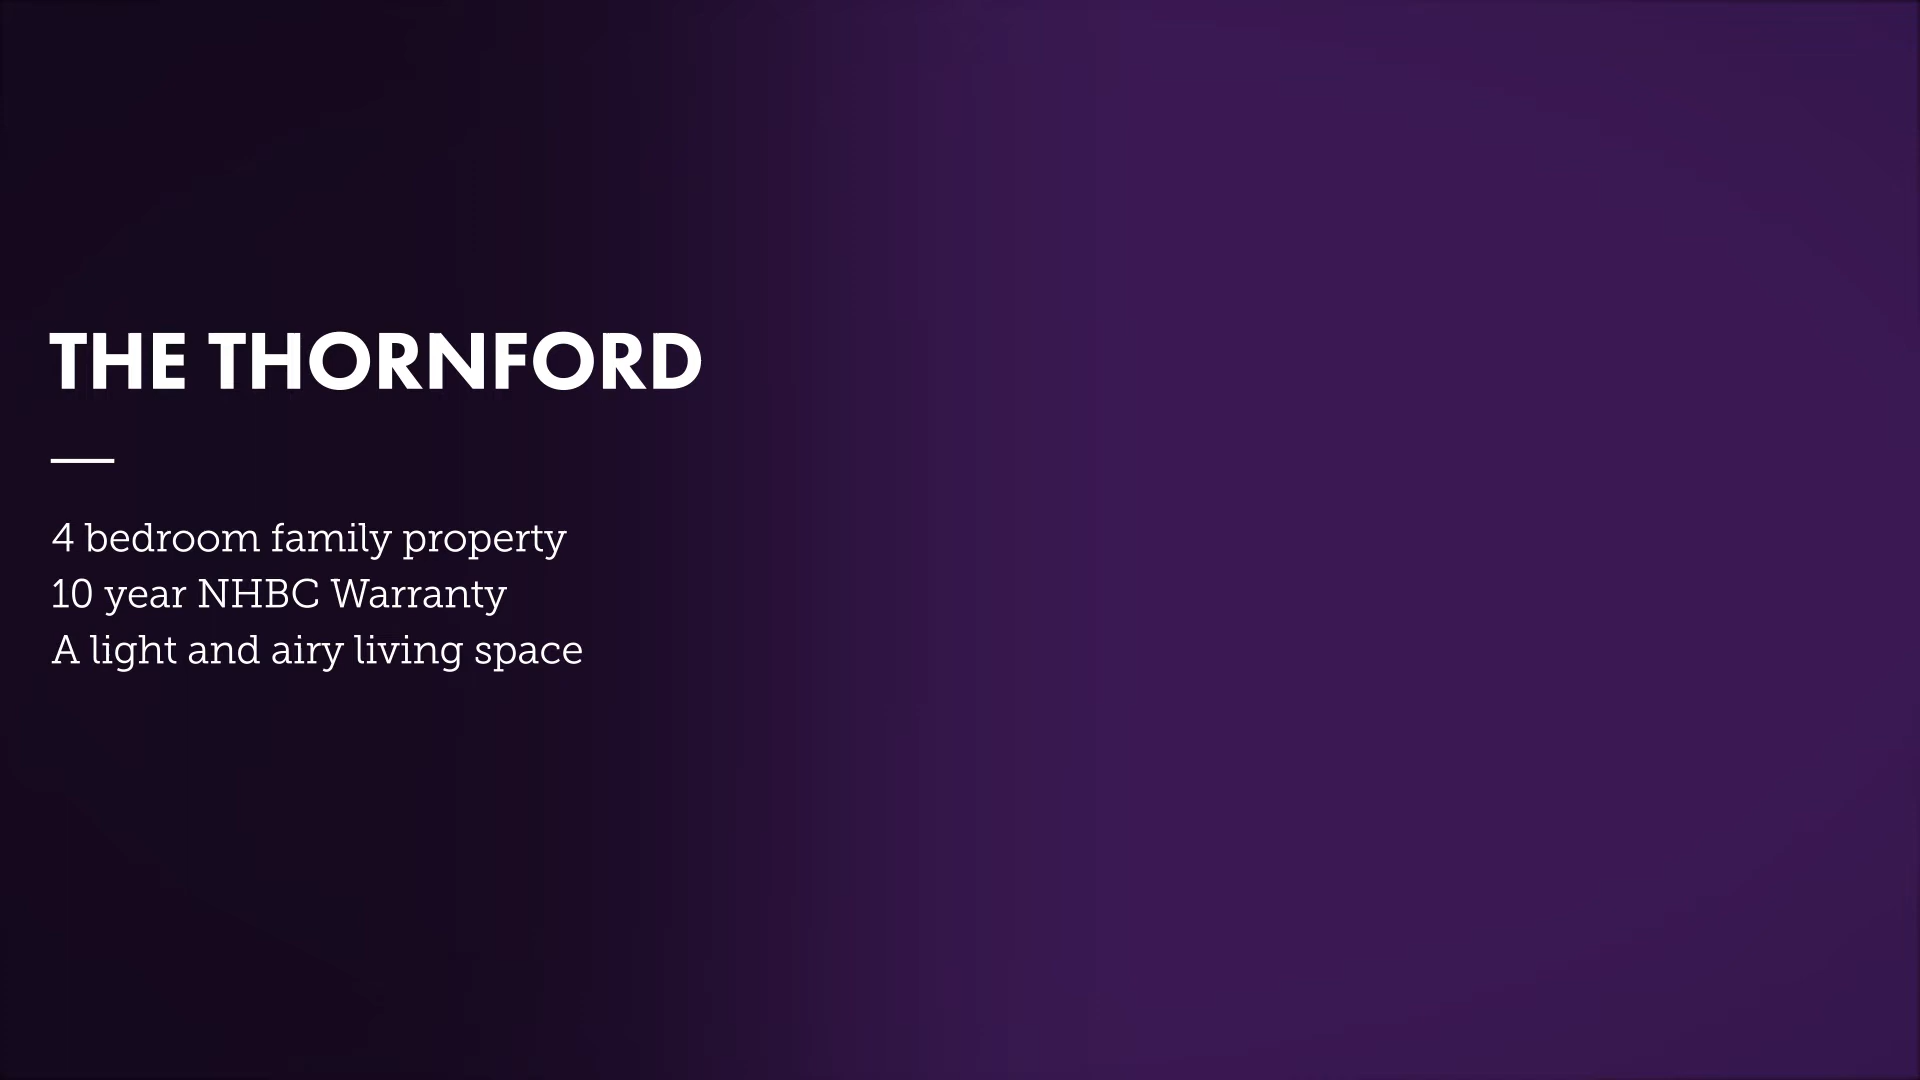 THE THORNFORD
4 bedroom family property
10 year NHBC Warranty
A light and airy living space